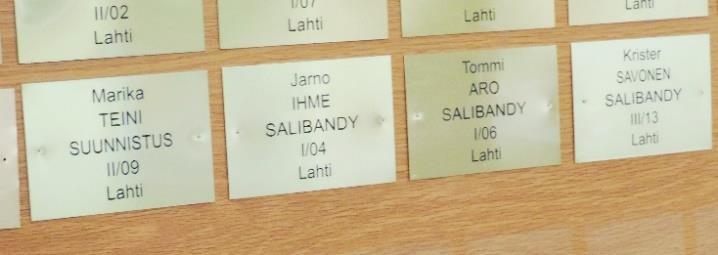 II/02
Lahti
I/07
Lahti
Lahti
Lahti
Marika
TEINI
SUUNNISTUS
II/09
Lahti
Jarno
IHME
SALIBANDY
I/04
Lahti
Tommi
ARO
SALIBANDY
I/06
Lahti
Krister
SAVONEN
SALIBANDY
III/13
Lahti